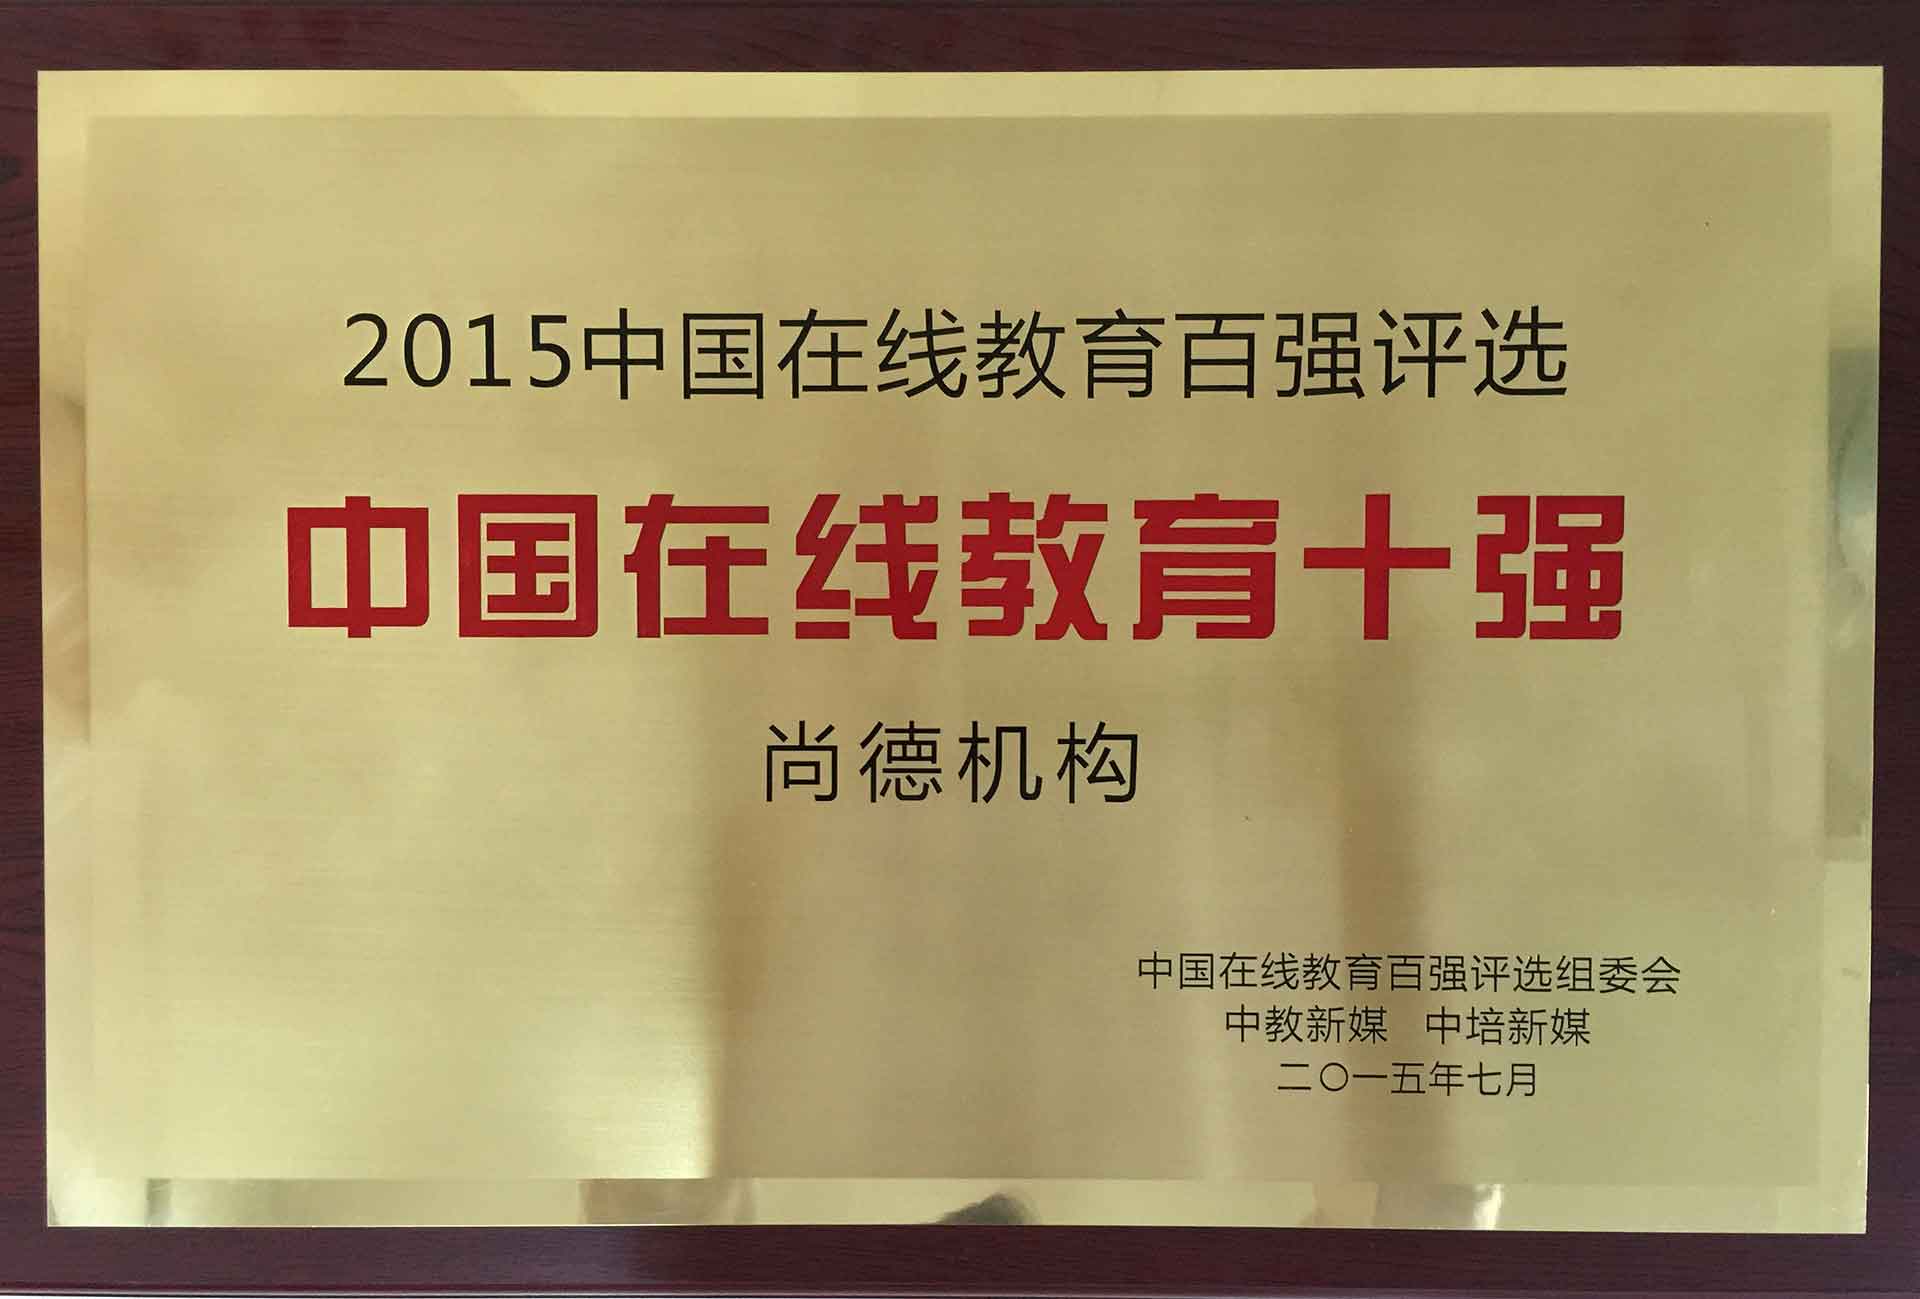 2015中国在线教育百强评选
中国在线教育十强
尚德机构
中国在线教育百强评选组委会
中教新媒 中培新媒
二〇一五年七月